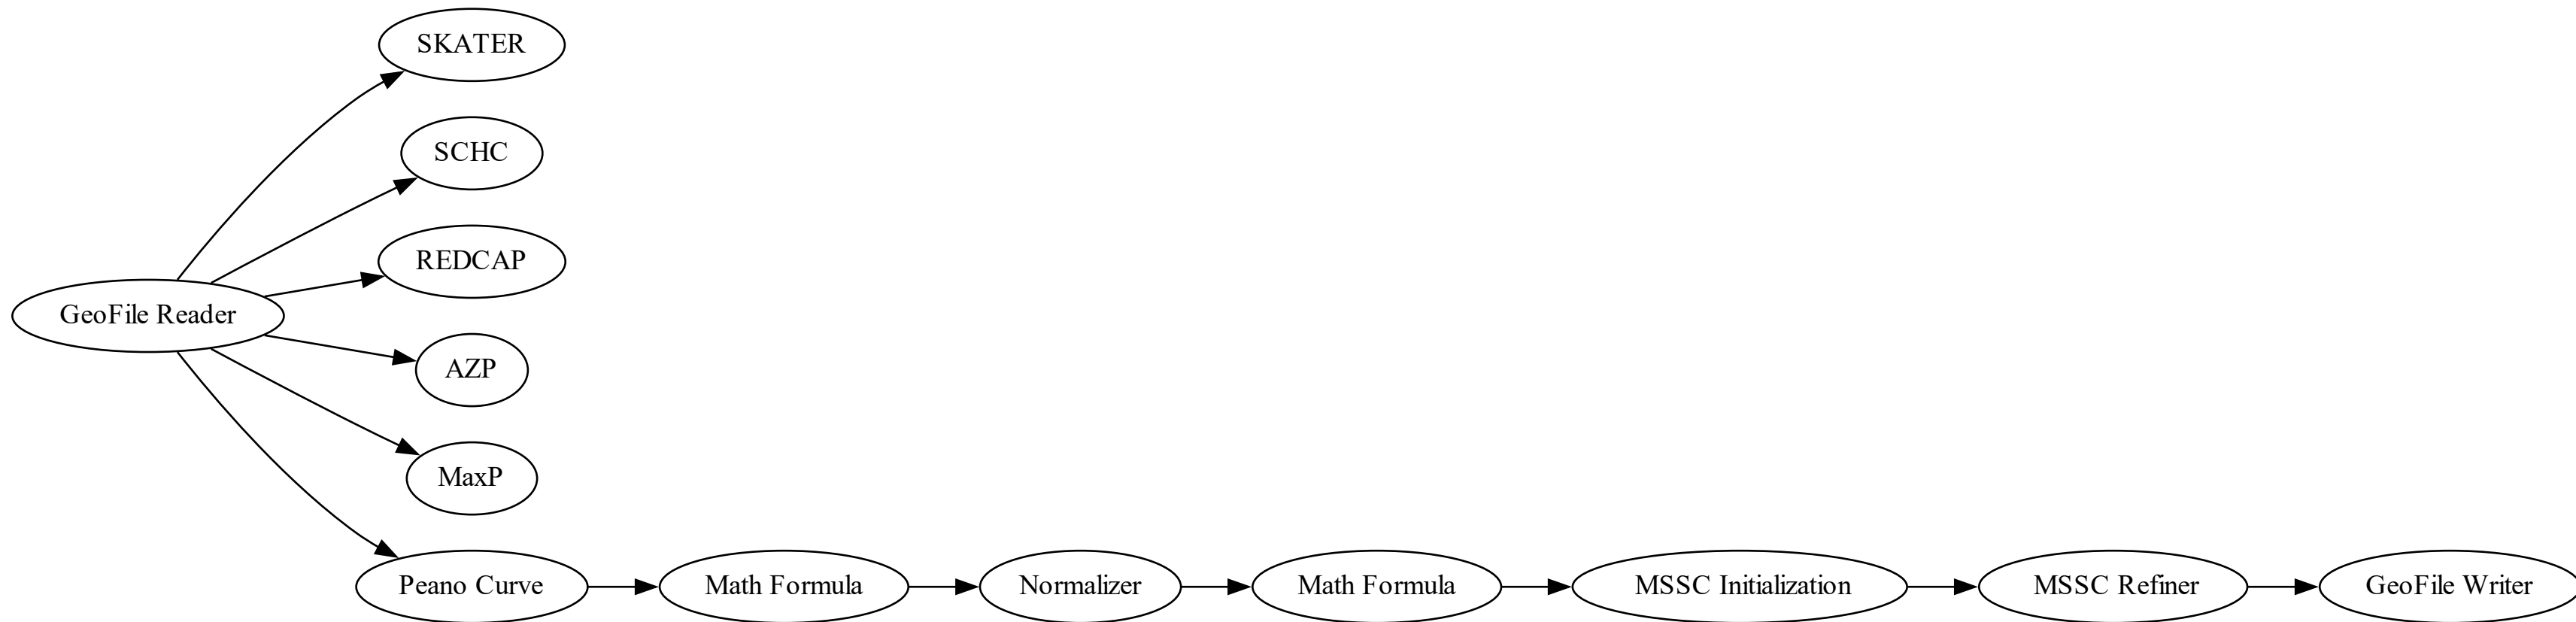 SKATER
SCHC
REDCAP
GeoFile Reader
AZP
MaxP
Peano Curve
Math Formula
Normalizer
Math Formula
MSSC Initialization
MSSC Refiner
GeoFile Writer